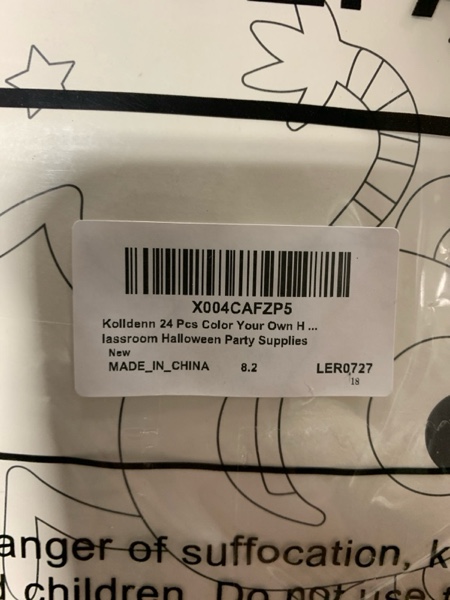 X004CAFZP5
Kolldenn 24 Pcs Color Your Own H ...
lassroom Halloween Party Supplies
New
MADE_IN_CHINA 8.2 LER0727
18
anger of suffocation, k
children. Do not use